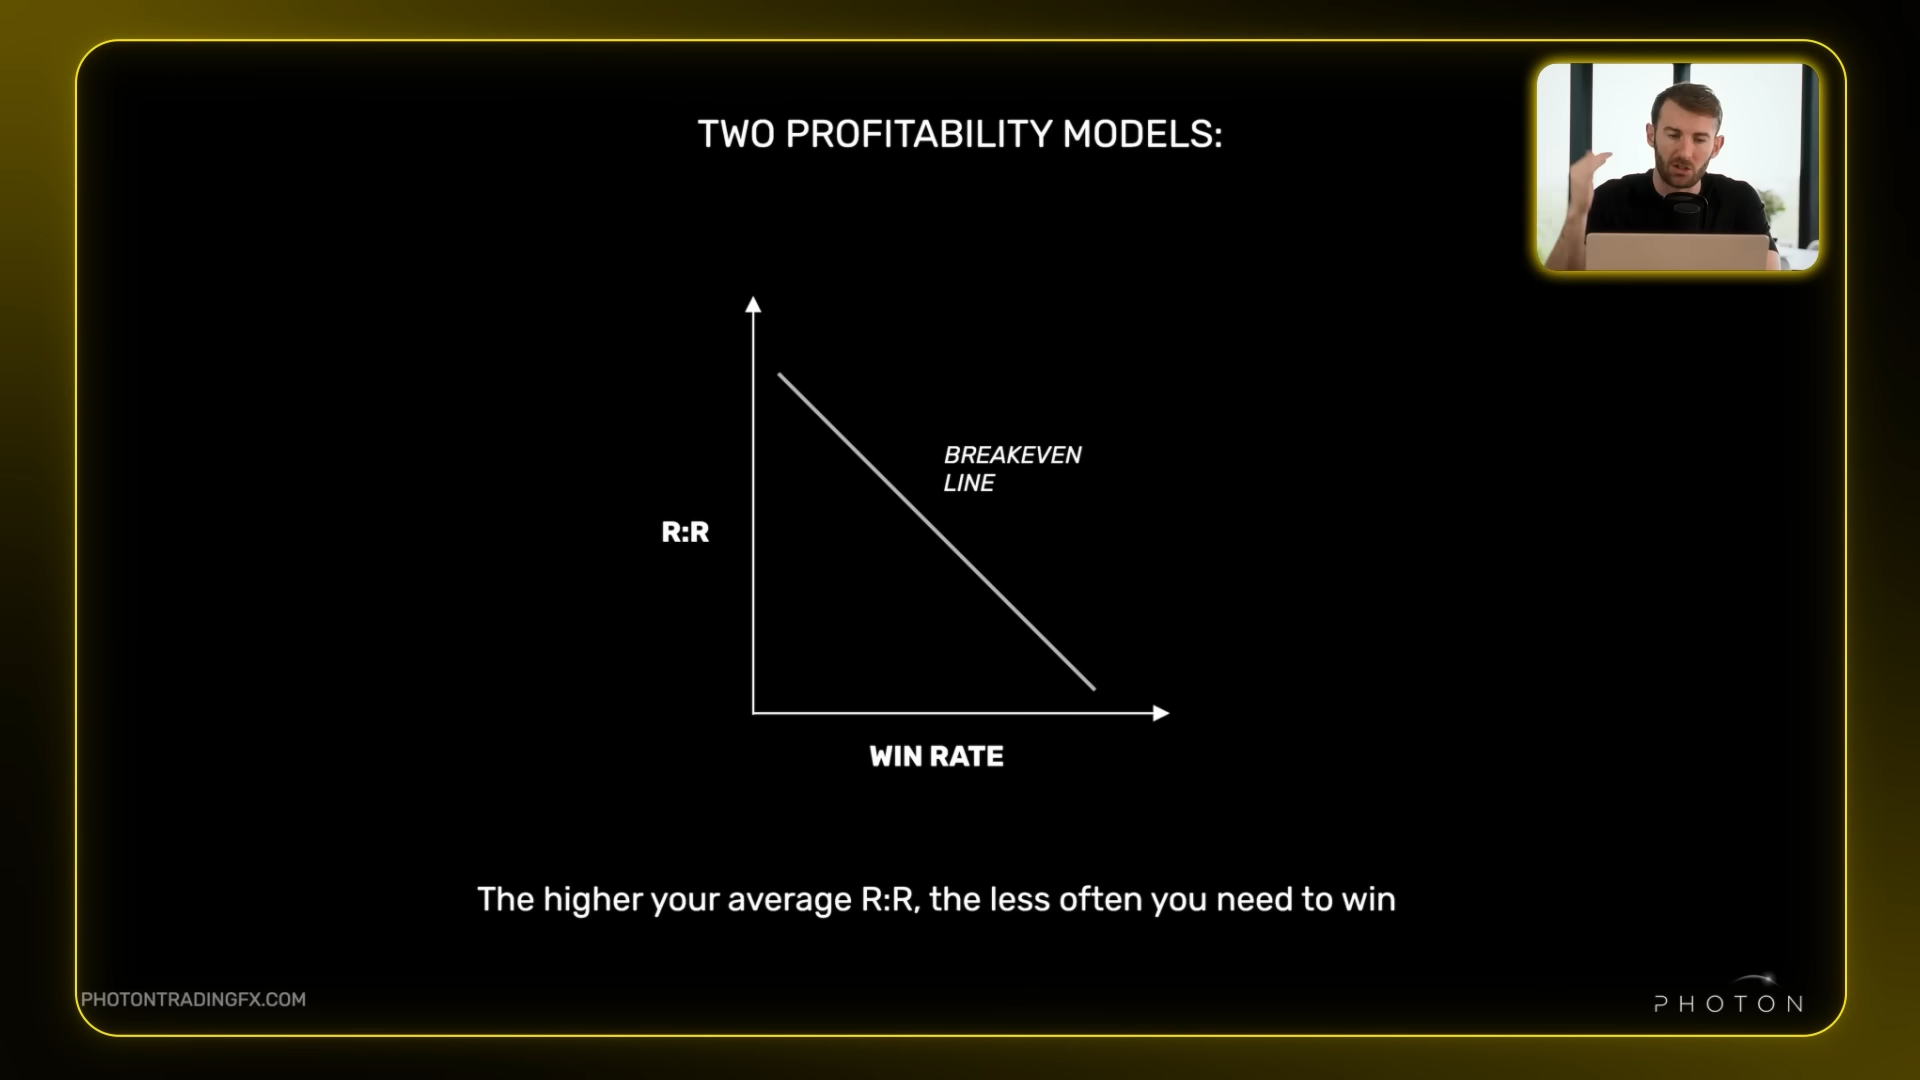 TWO PROFITABILITY MODELS:
BREAKEVEN
LINE
R:R
WIN RATE
The higher your average R:R, the less often you need to win
PHOTONTRADINGFX.COM
PHOTON